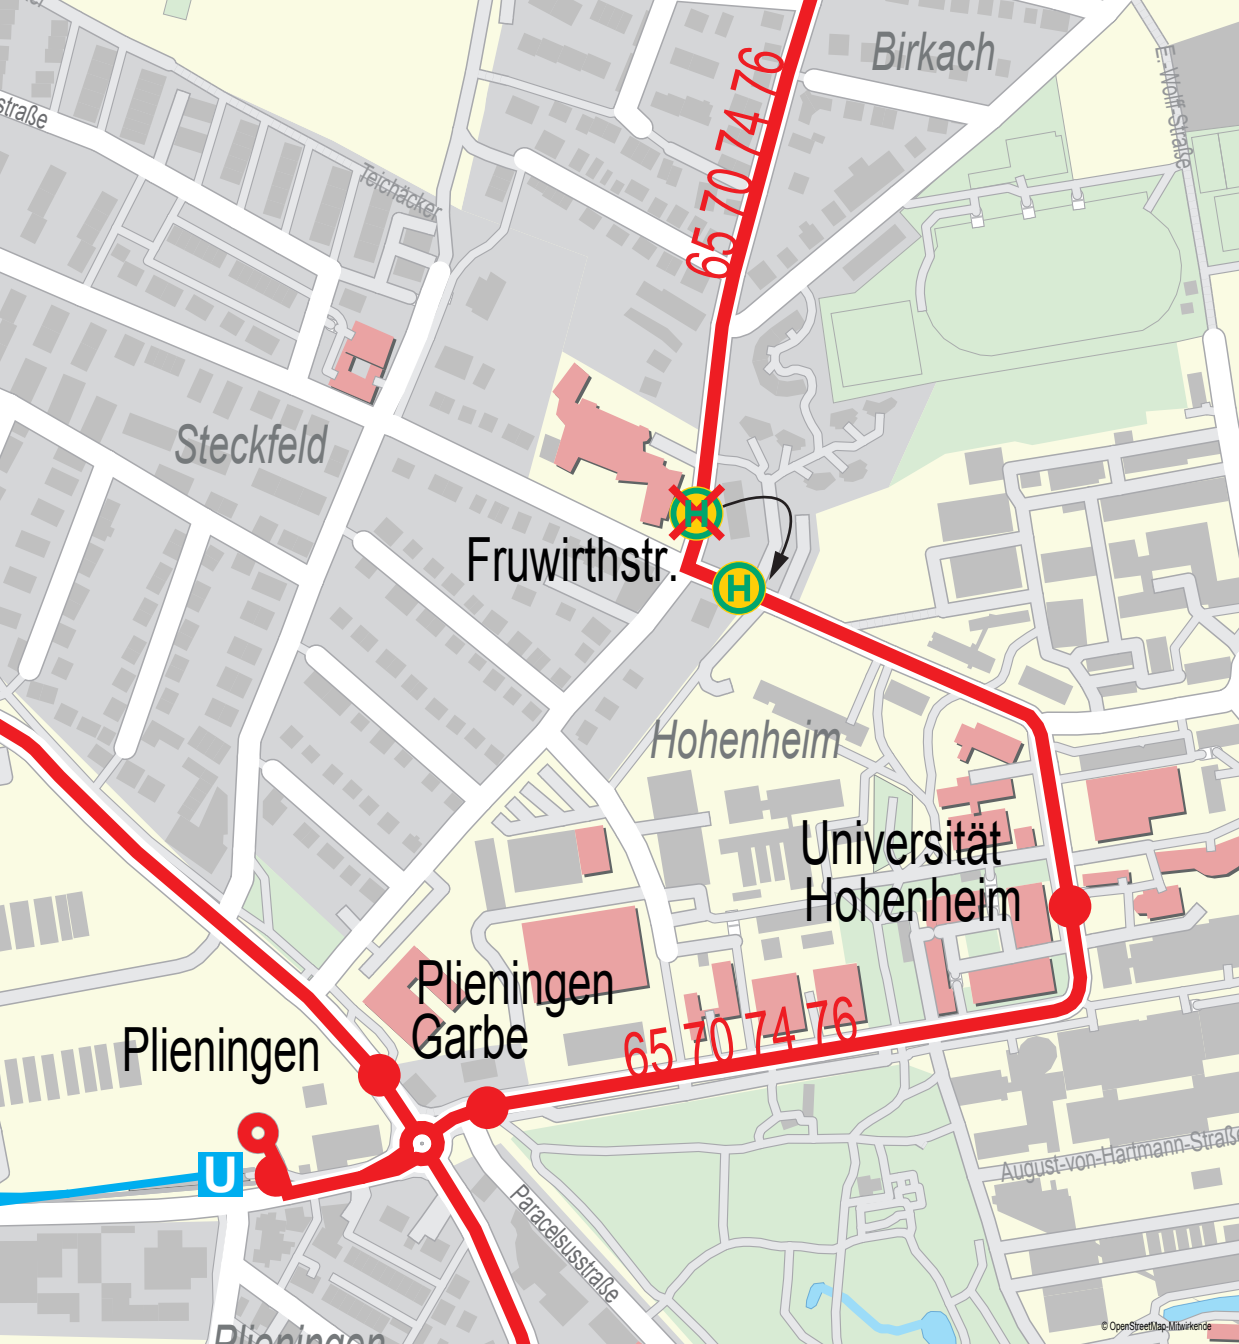 straße
Birkach
E.-Wolff-Straße
65 70 74 76
Teichäcker
Steckfeld
H
Fruwirthstr.
H
Hohenheim
Universität
Hohenheim
Plieningen
Garbe
65 70 74 76
Plieningen
U
August-von-Hartmann-Straße
Paracelsusstraße
Plieningen
© OpenStreetMap-Mitwirkende